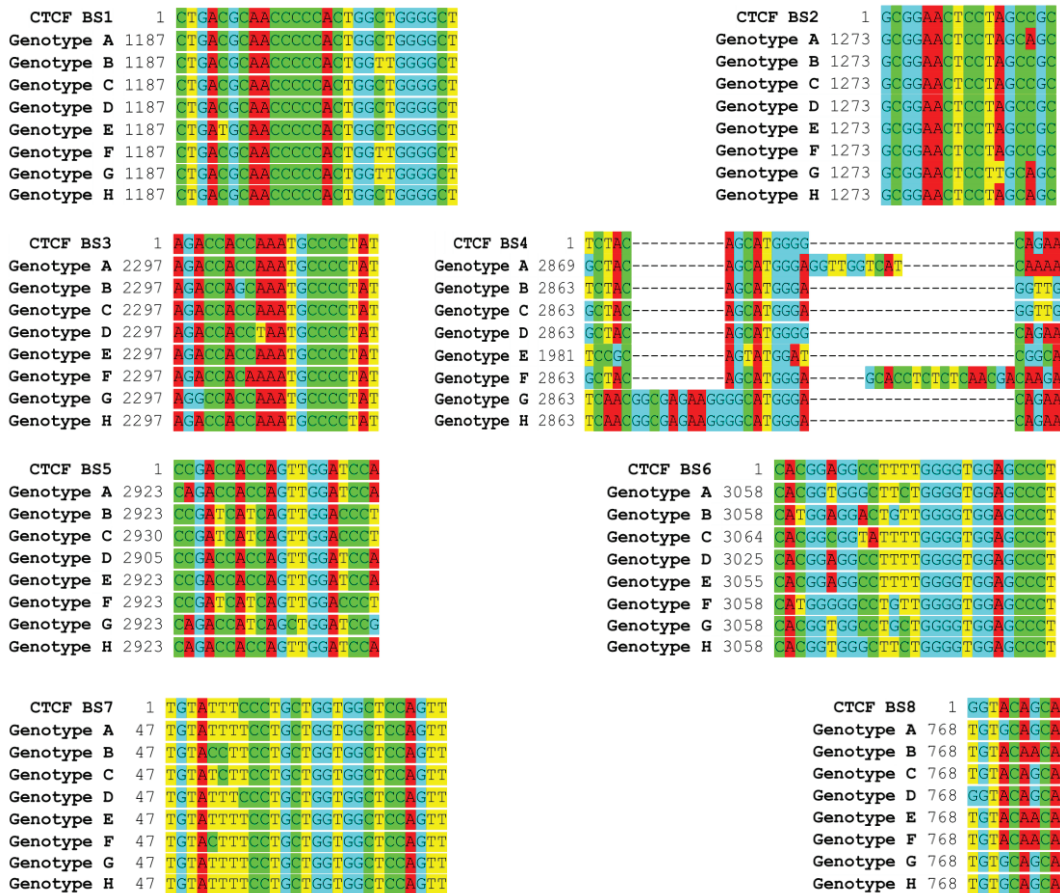 CTCF BS1 1 CTGACGCAACCCCCACTGGCTGGGGCT
Genotype A 1187 CTGACGCAACCCCCACTGGCTGGGGCT
Genotype B 1187 CTGACGCAACCCCCACTGGTTGGGGCT
Genotype C 1187 CTGACGCAACCCCCACTGGCTGGGGCT
Genotype D 1187 CTGACGCAACCCCCACTGGCTGGGGCT
Genotype E 1187 CTGATGCAACCCCCACTGGCTGGGGCT
Genotype F 1187 CTGACGCAACCCCCACTGGTTGGGGCT
Genotype G 1187 CTGACGCAACCCCCACTGGTTGGGGCT
Genotype H 1187 CTGACGCAACCCCCACTGGCTGGGGCT
CTCF BS2 1 GCGGAACTCCTAGCCGC
Genotype A 1273 GCGGAACTCCTAGCAGC
Genotype B 1273 GCGGAACTCCTAGCCGC
Genotype C 1273 GCGGAACTCCTAGCCGC
Genotype D 1273 GCGGAACTCCTAGCCGC
Genotype E 1273 GCGGAACTCCTAGCCGC
Genotype F 1273 GCGGAACTCCTAGCCGC
Genotype G 1273 GCGGAACTCCTTGCAGC
Genotype H 1273 GCGGAACTCCTAGCAGC
CTCF BS3 1 AGACCACCAAATGCCCCTAT
Genotype A 2297 AGACCACCAAATGCCCCTAT
Genotype B 2297 AGACCAGCAAATGCCCCTAT
Genotype C 2297 AGACCACCAAATGCCCCTAT
Genotype D 2297 AGACCACCTAATGCCCCTAT
Genotype E 2297 AGACCACCAAATGCCCCTAT
Genotype F 2297 AGACCACAAAATGCCCCTAT
Genotype G 2297 AGGCCACCAAATGCCCCTAT
Genotype H 2297 AGACCACCAAATGCCCCTAT
CTCF BS4 1 TCTAC----------AGCATGGGG----------------------CAGAA
Genotype A 2869 GCTAC----------AGCATGGGAGGTTGGTCAT------------CAAAA
Genotype B 2863 TCTAC----------AGCATGGGA----------------------GGTTG
Genotype C 2863 GCTAC----------AGCATGGGA----------------------GGTTG
Genotype D 2863 GCTAC----------AGCATGGGG----------------------CAGAA
Genotype E 1981 TCCGC----------AGTATGGAT----------------------CGGCA
Genotype F 2863 GCTAC----------AGCATGGGA------GCACCTCTCTCAACGACAAGA
Genotype G 2863 TCAACGGCGAGAAGGGGCATGGGA----------------------CAGAA
Genotype H 2863 TCAACGGCGAGAAGGGGCATGGGA----------------------CAGAA
CTCF BS5 1 CCGACCACCAGTTGGATCCA
Genotype A 2923 CAGACCACCAGTTGGATCCA
Genotype B 2923 CCGATCATCAGTTGGACCCT
Genotype C 2930 CCGATCATCAGTTGGACCCT
Genotype D 2905 CCGACCACCAGTTGGATCCA
Genotype E 2923 CCGACCACCAGTTGGATCCA
Genotype F 2923 CCGATCATCAGTTGGACCCT
Genotype G 2923 CAGACCATCAGCTGGATCCG
Genotype H 2923 CAGACCACCAGTTGGATCCA
CTCF BS6 1 CACGGAGGCCTTTTGGGGTGGAGCCCT
Genotype A 3058 CACGGTGGGCTTCTGGGGTGGAGCCCT
Genotype B 3058 CATGGAGGACTGTTGGGGTGGAGCCCT
Genotype C 3064 CACGGCGGTATTTTGGGGTGGAGCCCT
Genotype D 3025 CACGGAGGCCTTTTGGGGTGGAGCCCT
Genotype E 3055 CACGGAGGCCTTTTGGGGTGGAGCCCT
Genotype F 3058 CATGGGGGCCTGTTGGGGTGGAGCCCT
Genotype G 3058 CACGGTGGCCTGCTGGGGTGGAGCCCT
Genotype H 3058 CACGGTGGGCTTCTGGGGTGGAGCCCT
CTCF BS7 1 TGTATTTCCCTGCTGGTGGCTCCAGTT
Genotype A 47 TGTATTTTCCTGCTGGTGGCTCCAGTT
Genotype B 47 TGTACCTTCCTGCTGGTGGCTCCAGTT
Genotype C 47 TGTATCTTCCTGCTGGTGGCTCCAGTT
Genotype D 47 TGTATTTCCCTGCTGGTGGCTCCAGTT
Genotype E 47 TGTATTTTCCTGCTGGTGGCTCCAGTT
Genotype F 47 TGTACTTTCCTGCTGGTGGCTCCAGTT
Genotype G 47 TGTATTTTCCTGCTGGTGGCTCCAGTT
Genotype H 47 TGTATTTTCCTGCTGGTGGCTCCAGTT
CTCF BS8 1 GGTACAGCA
Genotype A 768 TGTGCAGCA
Genotype B 768 TGTACAACA
Genotype C 768 TGTACAGCA
Genotype D 768 GGTACAGCA
Genotype E 768 TGTACAACA
Genotype F 768 TGTACAACA
Genotype G 768 TGTGCAGCA
Genotype H 768 TGTGCAGCA